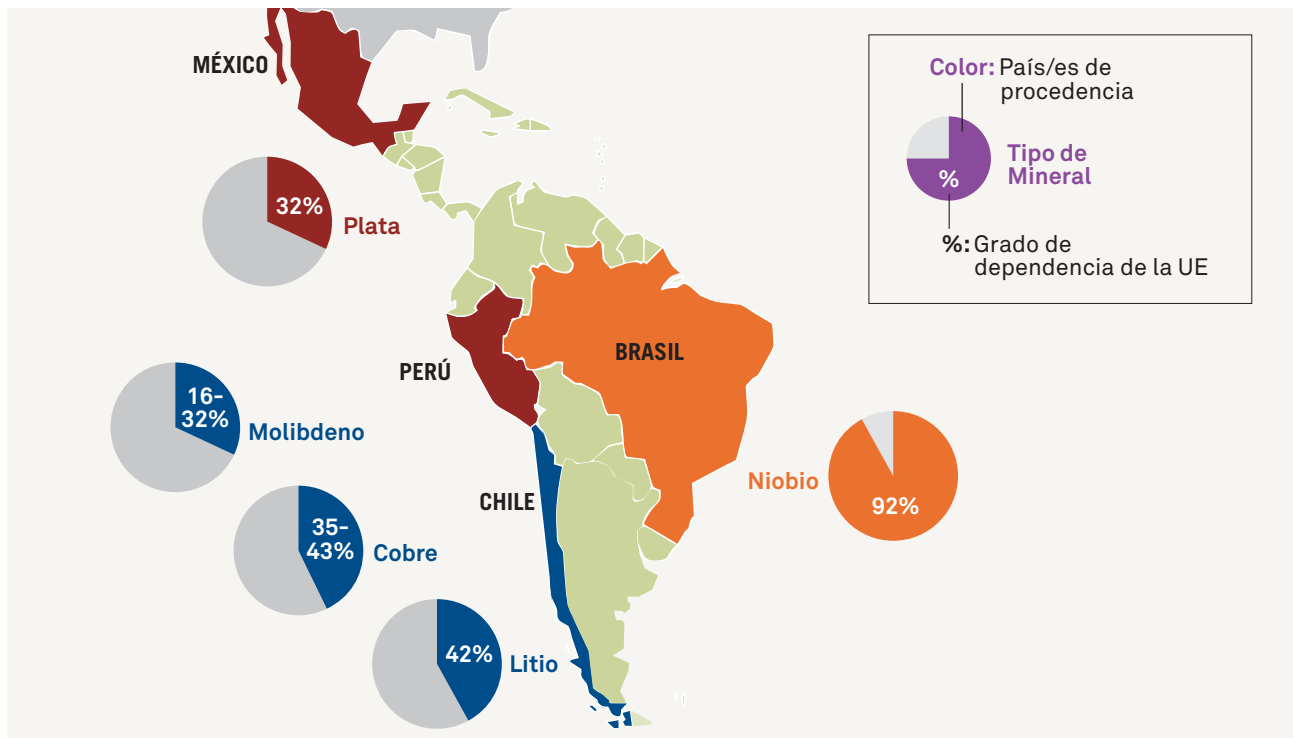 MÉXICO
Color: País/es de
procedencia
%
Tipo de
Mineral
%: Grado de
dependencia de la UE
32%
Plata
BRASIL
PERÚ
16-
32%
Molibdeno
CHILE
Niobio
92%
35-
43%
Cobre
42%
Litio